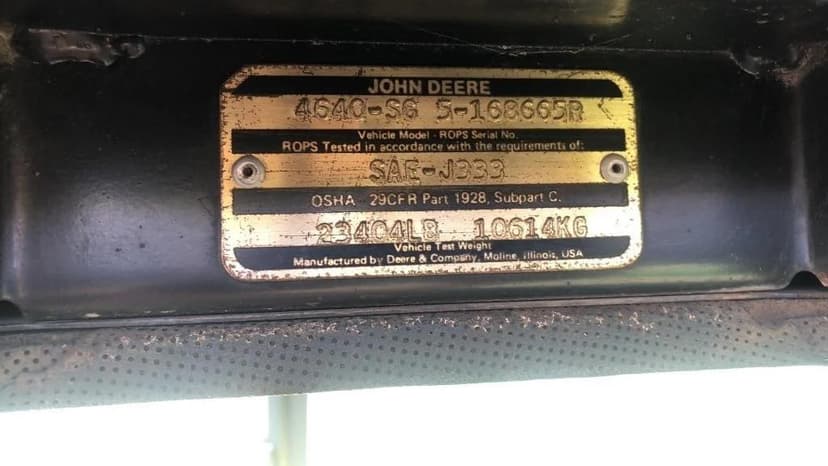 JOHN DEERE
4640-SG 5-168665R
Vehicle Model - ROPS Serial No.
ROPS Tested in accordance with the requirements of:
SAE-J333
OSHA 29CFR Part 1928, Subpart C.
23404LB 10614KG
Vehicle Test Weight
Manufactured by Deere & Company, Moline, Illinois, USA